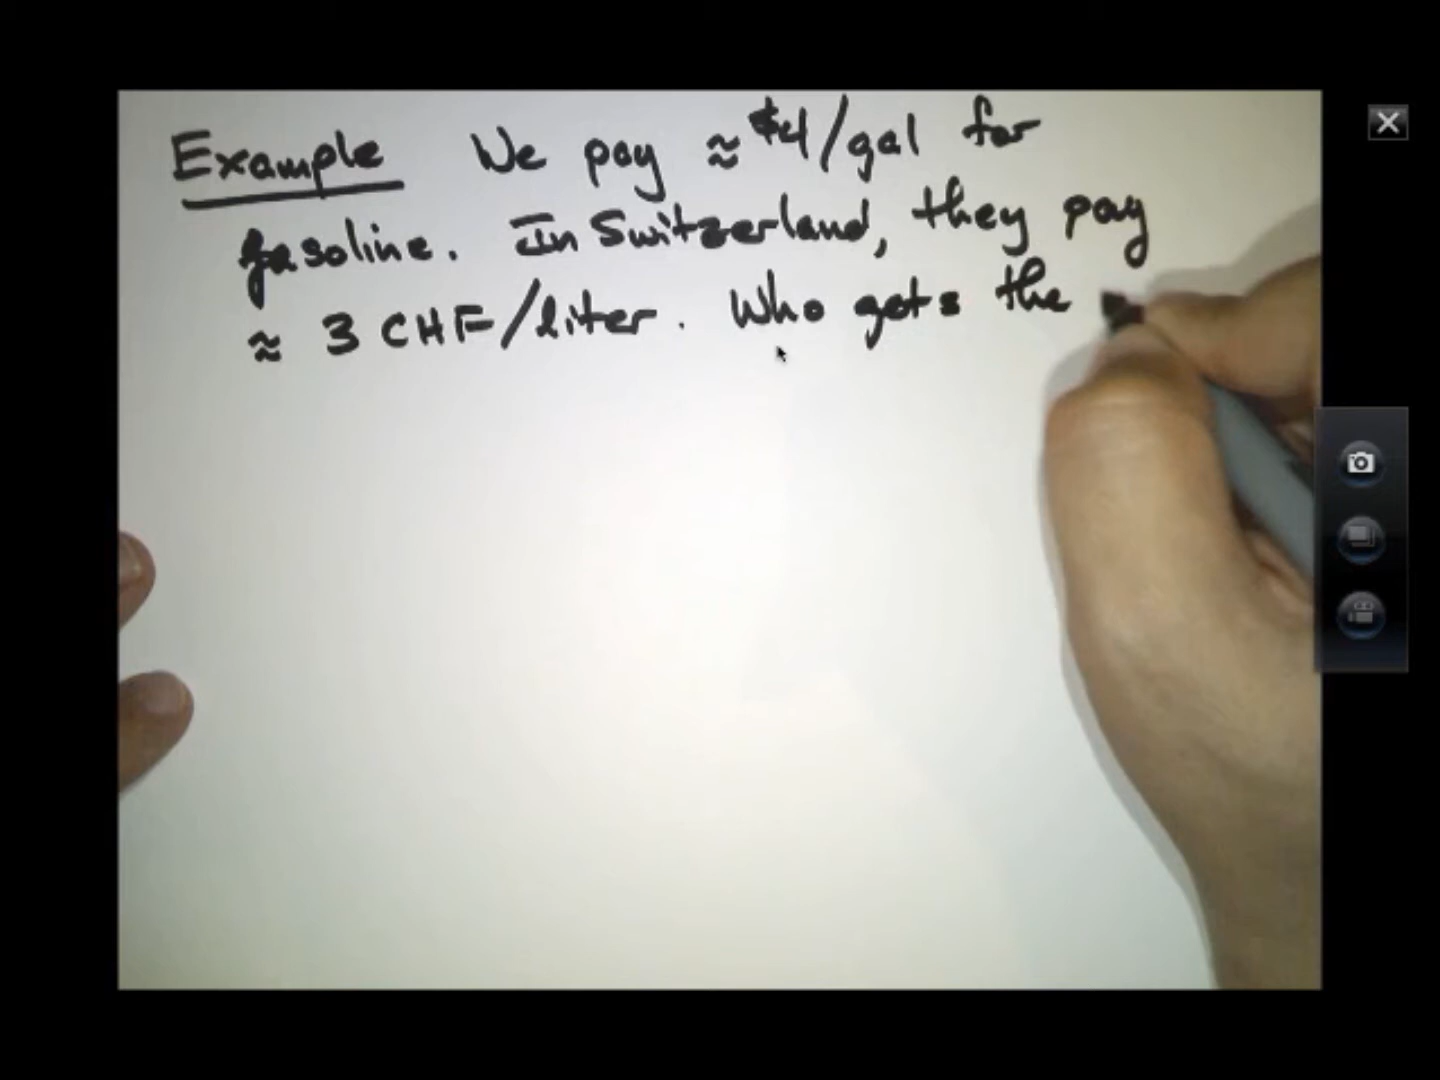 Example We pay ≈ $4/gal for
gasoline. In Switzerland, they pay
≈ 3 CHF/liter. Who gets the